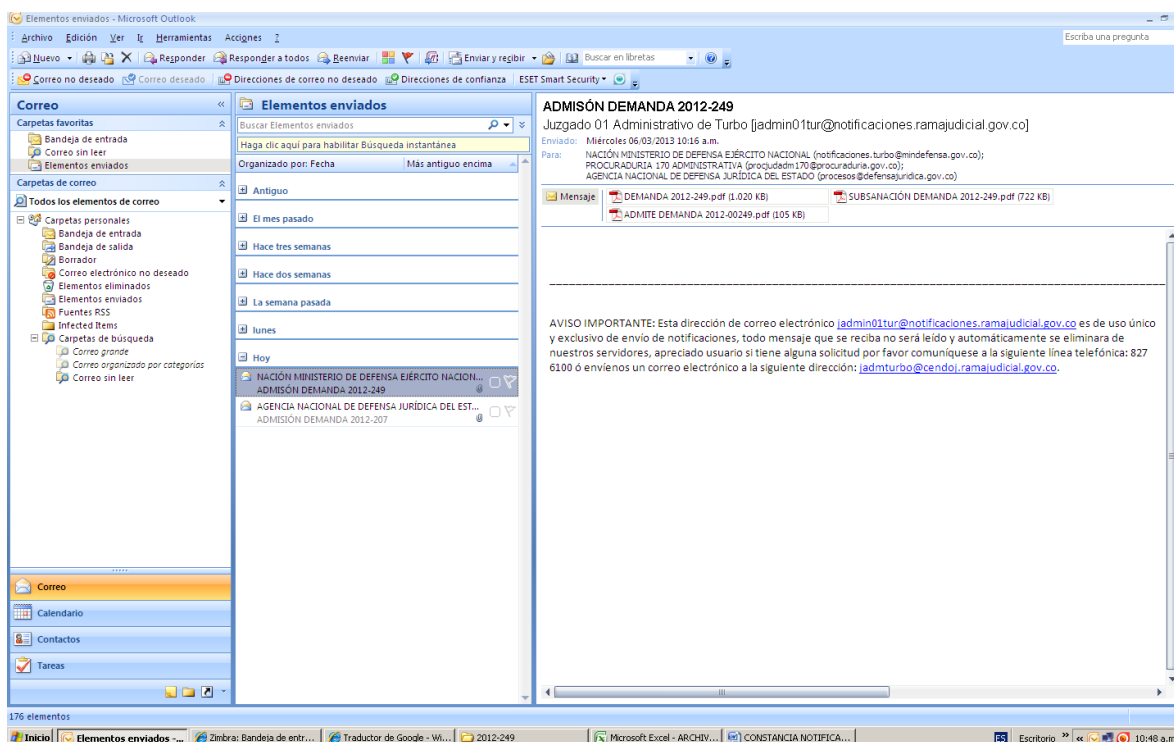 Elementos enviados - Microsoft Outlook
Archivo Edición Ver Ir Herramientas Acciones ?
Escriba una pregunta
Nuevo Responder Responder a todos Reenviar Enviar y recibir Buscar en libretas
Correo no deseado Correo deseado Direcciones de correo no deseado Direcciones de confianza ESET Smart Security
Correo
Carpetas favoritas
Bandeja de entrada
Correo sin leer
Elementos enviados
Carpetas de correo
Todos los elementos de correo
Carpetas personales
Bandeja de entrada
Bandeja de salida
Borrador
Correo electrónico no deseado
Elementos eliminados
Elementos enviados
Fuentes RSS
Infected Items
Carpetas de búsqueda
Correo grande
Correo organizado por categorías
Correo sin leer
Correo
Calendario
Contactos
Tareas
Elementos enviados
Buscar Elementos enviados
Haga clic aquí para habilitar Búsqueda instantánea
Organizado por: Fecha Más antiguo encima
Antiguo
El mes pasado
Hace tres semanas
Hace dos semanas
La semana pasada
lunes
Hoy
NACIÓN MINISTERIO DE DEFENSA EJÉRCITO NACION...
ADMISÓN DEMANDA 2012-249
AGENCIA NACIONAL DE DEFENSA JURÍDICA DEL EST...
ADMISIÓN DEMANDA 2012-207
ADMISÓN DEMANDA 2012-249
Juzgado 01 Administrativo de Turbo [jadmin01tur@notificaciones.ramajudicial.gov.co]
Enviado: Miércoles 06/03/2013 10:16 a.m.
Para: NACIÓN MINISTERIO DE DEFENSA EJÉRCITO NACIONAL (notificaciones.turbo@mindefensa.gov.co);
PROCURADURIA 170 ADMINISTRATIVA (procjudadm170@procuraduria.gov.co);
AGENCIA NACIONAL DE DEFENSA JURÍDICA DEL ESTADO (procesos@defensajuridica.gov.co)
Mensaje DEMANDA 2012-249.pdf (1.020 KB) SUBSANACIÓN DEMANDA 2012-249.pdf (722 KB)
ADMITE DEMANDA 2012-00249.pdf (105 KB)
AVISO IMPORTANTE: Esta dirección de correo electrónico jadmin01tur@notificaciones.ramajudicial.gov.co es de uso único
y exclusivo de envío de notificaciones, todo mensaje que se reciba no será leído y automáticamente se eliminara de
nuestros servidores, apreciado usuario si tiene alguna solicitud por favor comuníquese a la siguiente línea telefónica: 827
6100 ó envíenos un correo electrónico a la siguiente dirección: jadmturbo@cendoj.ramajudicial.gov.co.
176 elementos
Inicio Elementos enviados -... Zimbra: Bandeja de entr... Traductor de Google - Wi... 2012-249 Microsoft Excel - ARCHIV... CONSTANCIA NOTIFICA... ES Escritorio » « 10:48 a.m.